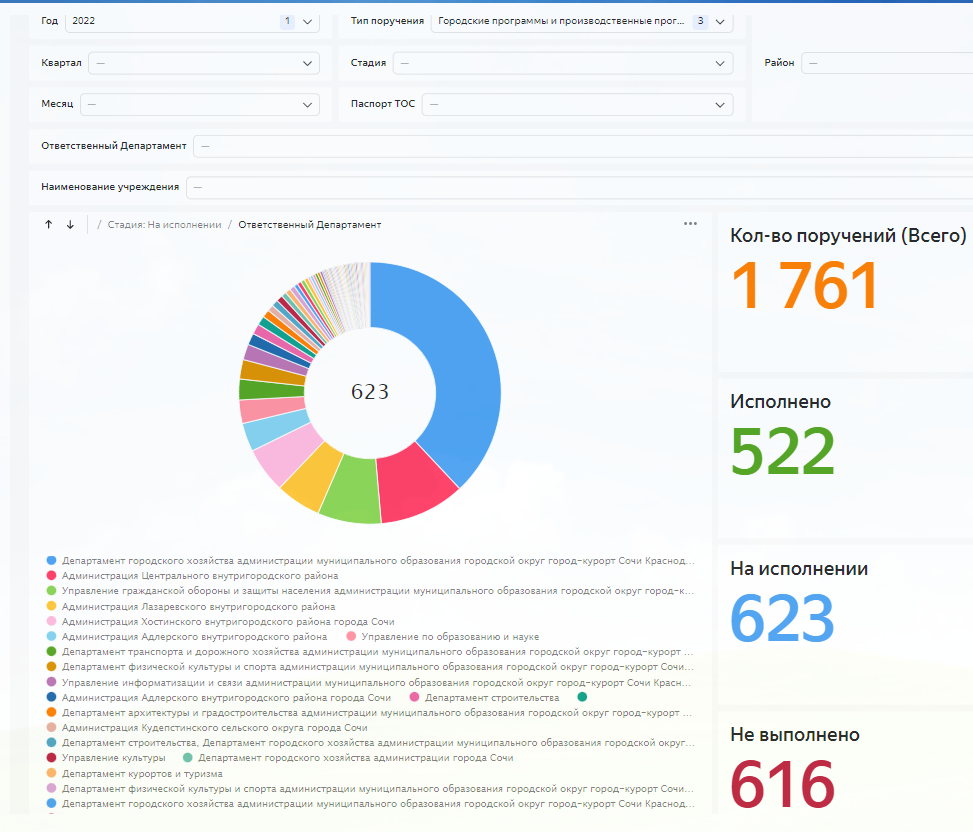 Год 2022 1 Тип поручения Городские программы и производственные прог... 3
Квартал — Стадия — Район —
Месяц — Паспорт ТОС —
Ответственный Департамент —
Наименование учреждения —
/ Стадия: На исполнении / Ответственный Департамент
623
Департамент городского хозяйства администрации муниципального образования городской округ город-курорт Сочи Краснод...
Администрация Центрального внутригородского района
Управление гражданской обороны и защиты населения администрации муниципального образования городской округ город-к...
Администрация Лазаревского внутригородского района
Администрация Хостинского внутригородского района города Сочи
Администрация Адлерского внутригородского района Управление по образованию и науке
Департамент транспорта и дорожного хозяйства администрации муниципального образования городской округ город-курорт ...
Департамент физической культуры и спорта администрации муниципального образования городской округ город-курорт Сочи...
Управление информатизации и связи администрации муниципального образования городской округ город-курорт Сочи Красн...
Администрация Адлерского внутригородского района города Сочи Департамент строительства
Департамент архитектуры и градостроительства администрации муниципального образования городской округ город-курорт ...
Администрация Кудепстинского сельского округа города Сочи
Департамент строительства, Департамент городского хозяйства администрации муниципального образования городской округ...
Управление культуры Департамент городского хозяйства администрации города Сочи
Департамент курортов и туризма
Департамент физической культуры и спорта администрации муниципального образования городской округ город-курорт Сочи...
Департамент городского хозяйства администрации муниципального образования городской округ город-курорт Сочи Краснод...
Кол-во поручений (Всего)
1 761
Исполнено
522
На исполнении
623
Не выполнено
616